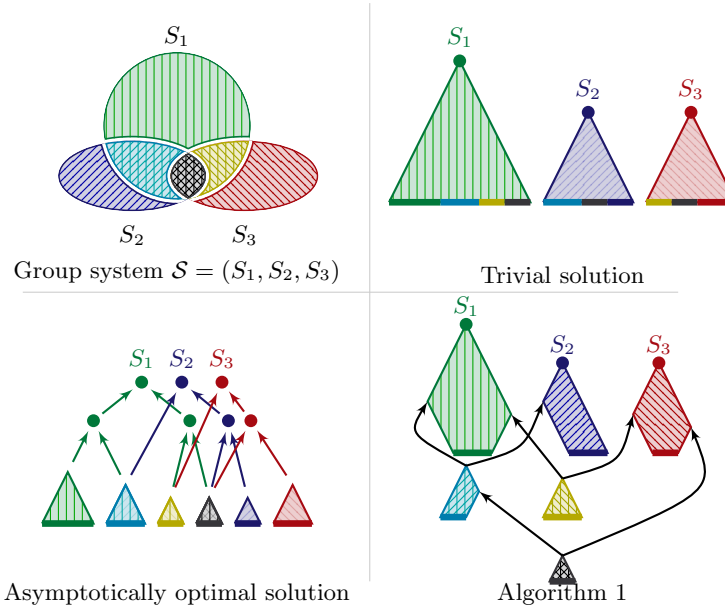 S₁
S₂
S₃
Group system 𝒮 = (S₁, S₂, S₃)
S₁
S₂
S₃
Trivial solution
S₁ S₂ S₃
Asymptotically optimal solution
S₁
S₂
S₃
Algorithm 1